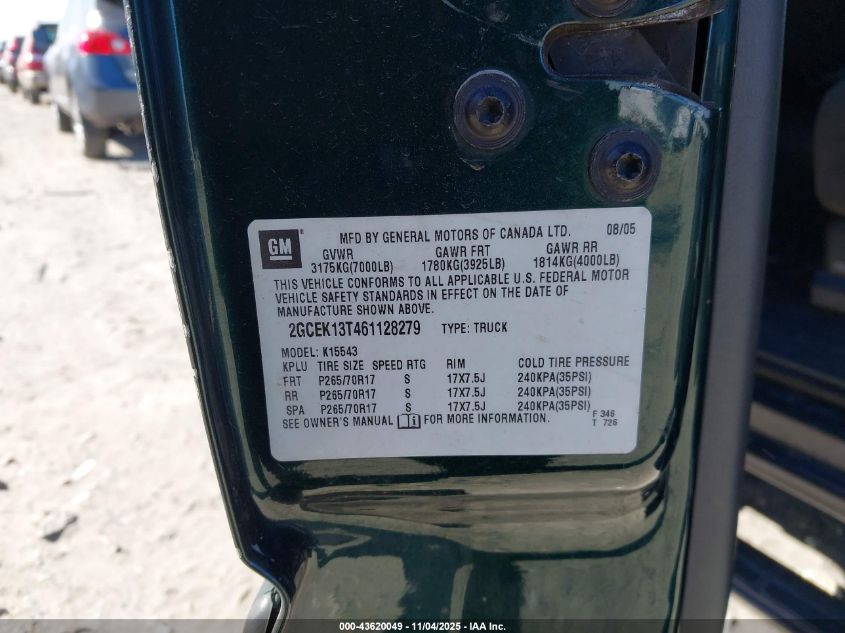 GM
MFD BY GENERAL MOTORS OF CANADA LTD. 08/05
GVWR GAWR FRT GAWR RR
3175KG(7000LB) 1780KG(3925LB) 1814KG(4000LB)
THIS VEHICLE CONFORMS TO ALL APPLICABLE U.S. FEDERAL MOTOR
VEHICLE SAFETY STANDARDS IN EFFECT ON THE DATE OF
MANUFACTURE SHOWN ABOVE.
2GCEK13T461128279 TYPE: TRUCK
MODEL: K15543
KPLU TIRE SIZE SPEED RTG RIM COLD TIRE PRESSURE
FRT P265/70R17 S 17X7.5J 240KPA(35PSI)
RR P265/70R17 S 17X7.5J 240KPA(35PSI)
SPA P265/70R17 S 17X7.5J 240KPA(35PSI)
SEE OWNER'S MANUAL i FOR MORE INFORMATION.
F 346
T 726
000-43620049 - 11/04/2025 - www.iaai.com